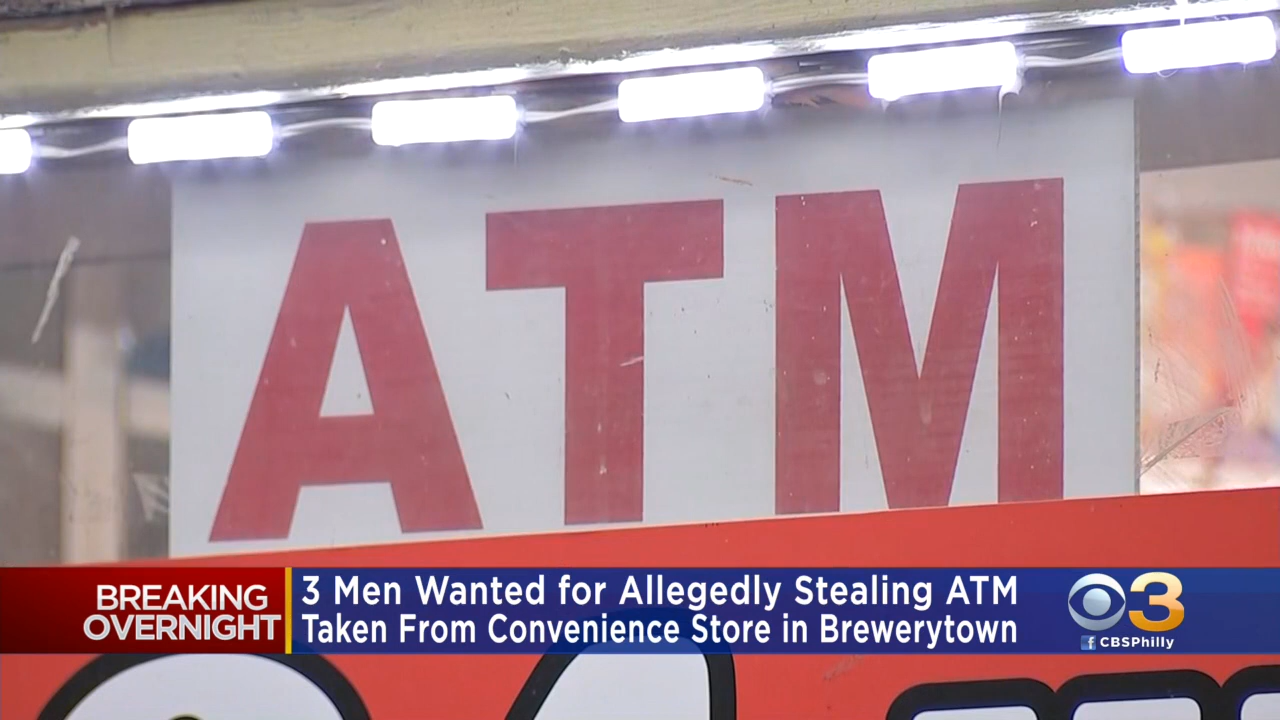 ATM
BREAKING
OVERNIGHT
3 Men Wanted for Allegedly Stealing ATM
Taken From Convenience Store in Brewerytown
3
f CBSPhilly